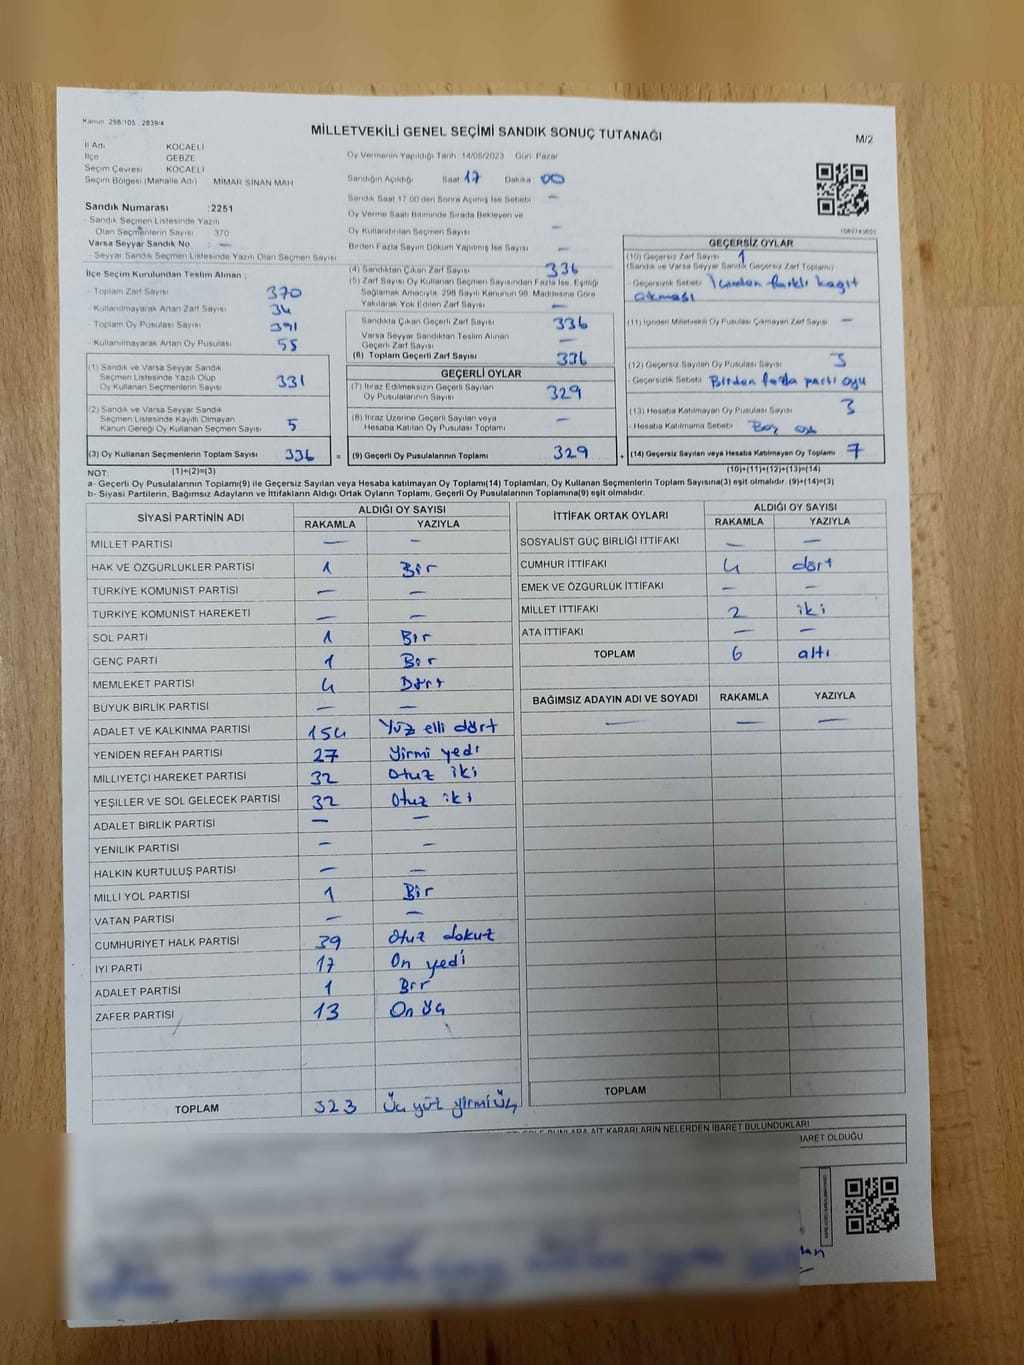 Kanun 298/105 2839/4
MİLLETVEKİLİ GENEL SEÇİMİ SANDIK SONUÇ TUTANAĞI
M/2
İl Adı KOCAELİ
İlçe GEBZE
Seçim Çevresi KOCAELİ
Seçim Bölgesi (Mahalle Adı) MİMAR SİNAN MAH
Oy Vermenin Yapıldığı Tarih 14/05/2023 Gün Pazar
Sandığın Açıldığı Saat 17 Dakika 00
Sandık Saat 17.00'den Sonra Açılmış İse Sebebi —
Oy Verme Saati Bitiminde Sırada Bekleyen ve
Oy Kullandırılan Seçmen Sayısı —
Birden Fazla Sayım Döküm Yapılmış İse Sayısı —
Sandık Numarası :2251
- Sandık Seçmen Listesinde Yazılı
Olan Seçmenlerin Sayısı 370
Varsa Seyyar Sandık No : —
- Seyyar Sandık Seçmen Listesinde Yazılı Olan Seçmen Sayısı
İlçe Seçim Kurulundan Teslim Alınan ;
- Toplam Zarf Sayısı 370
- Kullanılmayarak Artan Zarf Sayısı 34
- Toplam Oy Pusulası Sayısı 391
- Kullanılmayarak Artan Oy Pusulası 55
(1) Sandık ve Varsa Seyyar Sandık
Seçmen Listesinde Yazılı Olup
Oy Kullanan Seçmenlerin Sayısı 331
(2) Sandık ve Varsa Seyyar Sandık
Seçmen Listesinde Kayıtlı Olmayan
Kanun Gereği Oy Kullanan Seçmen Sayısı 5
(3) Oy Kullanan Seçmenlerin Toplam Sayısı 336
(4) Sandıktan Çıkan Zarf Sayısı 336
(5) Zarf Sayısı Oy Kullanan Seçmen Sayısından Fazla İse, Eşitliği
Sağlamak Amacıyla, 298 Sayılı Kanunun 98. Maddesine Göre
Yakılarak Yok Edilen Zarf Sayısı —
Sandıkta Çıkan Geçerli Zarf Sayısı 336
Varsa Seyyar Sandıktan Teslim Alınan
Geçerli Zarf Sayısı —
(6) Toplam Geçerli Zarf Sayısı 336
GEÇERLİ OYLAR
(7) İtiraz Edilmeksizin Geçerli Sayılan
Oy Pusulalarının Sayısı 329
(8) İtiraz Üzerine Geçerli Sayılan veya
Hesaba Katılan Oy Pusulası Toplamı —
= (9) Geçerli Oy Pusulalarının Toplamı 329
GEÇERSİZ OYLAR
(10) Geçersiz Zarf Sayısı 1
(Sandık ve Varsa Seyyar Sandık Geçersiz Zarf Toplamı)
- Geçersizlik Sebebi İçinden farklı kağıt
çıkması
(11) İçinden Milletvekili Oy Pusulası Çıkmayan Zarf Sayısı —
(12) Geçersiz Sayılan Oy Pusulası Sayısı 3
- Geçersizlik Sebebi Birden fazla parti oyu
(13) Hesaba Katılmayan Oy Pusulası Sayısı 3
- Hesaba Katılmama Sebebi Boş oy
+ (14) Geçersiz Sayılan veya Hesaba Katılmayan Oy Toplamı 7
NOT: (1)+(2)=(3) (10)+(11)+(12)+(13)=(14)
a- Geçerli Oy Pusulalarının Toplamı(9) ile Geçersiz Sayılan veya Hesaba katılmayan Oy Toplamı(14) Toplamları, Oy Kullanan Seçmenlerin Toplam Sayısına(3) eşit olmalıdır. (9)+(14)=(3)
b- Siyasi Partilerin, Bağımsız Adayların ve İttifakların Aldığı Ortak Oyların Toplamı, Geçerli Oy Pusulalarının Toplamına(9) eşit olmalıdır.
SİYASİ PARTİNİN ADI ALDIĞI OY SAYISI
RAKAMLA YAZIYLA
MİLLET PARTİSİ — —
HAK VE ÖZGÜRLÜKLER PARTİSİ 1 Bir
TÜRKİYE KOMÜNİST PARTİSİ — —
TÜRKİYE KOMÜNİST HAREKETİ — —
SOL PARTİ 1 Bir
GENÇ PARTİ 1 Bir
MEMLEKET PARTİSİ 4 Dört
BÜYÜK BİRLİK PARTİSİ — —
ADALET VE KALKINMA PARTİSİ 154 Yüz elli dört
YENİDEN REFAH PARTİSİ 27 Yirmi yedi
MİLLİYETÇİ HAREKET PARTİSİ 32 Otuz iki
YEŞİLLER VE SOL GELECEK PARTİSİ 32 Otuz iki
ADALET BİRLİK PARTİSİ — —
YENİLİK PARTİSİ — —
HALKIN KURTULUŞ PARTİSİ — —
MİLLİ YOL PARTİSİ 1 Bir
VATAN PARTİSİ — —
CUMHURİYET HALK PARTİSİ 39 Otuz dokuz
İYİ PARTİ 17 On yedi
ADALET PARTİSİ 1 Bir
ZAFER PARTİSİ 13 On üç
TOPLAM 323 Üç yüz yirmi üç
İTTİFAK ORTAK OYLARI ALDIĞI OY SAYISI
RAKAMLA YAZIYLA
SOSYALİST GÜÇ BİRLİĞİ İTTİFAKI — —
CUMHUR İTTİFAKI 4 dört
EMEK VE ÖZGÜRLÜK İTTİFAKI — —
MİLLET İTTİFAKI 2 iki
ATA İTTİFAKI — —
TOPLAM 6 altı
BAĞIMSIZ ADAYIN ADI VE SOYADI RAKAMLA YAZIYLA
— — —
TOPLAM
BUNLARA AİT KARARLARIN NELERDEN İBARET BULUNDUKLARI
BARET OLDUĞU